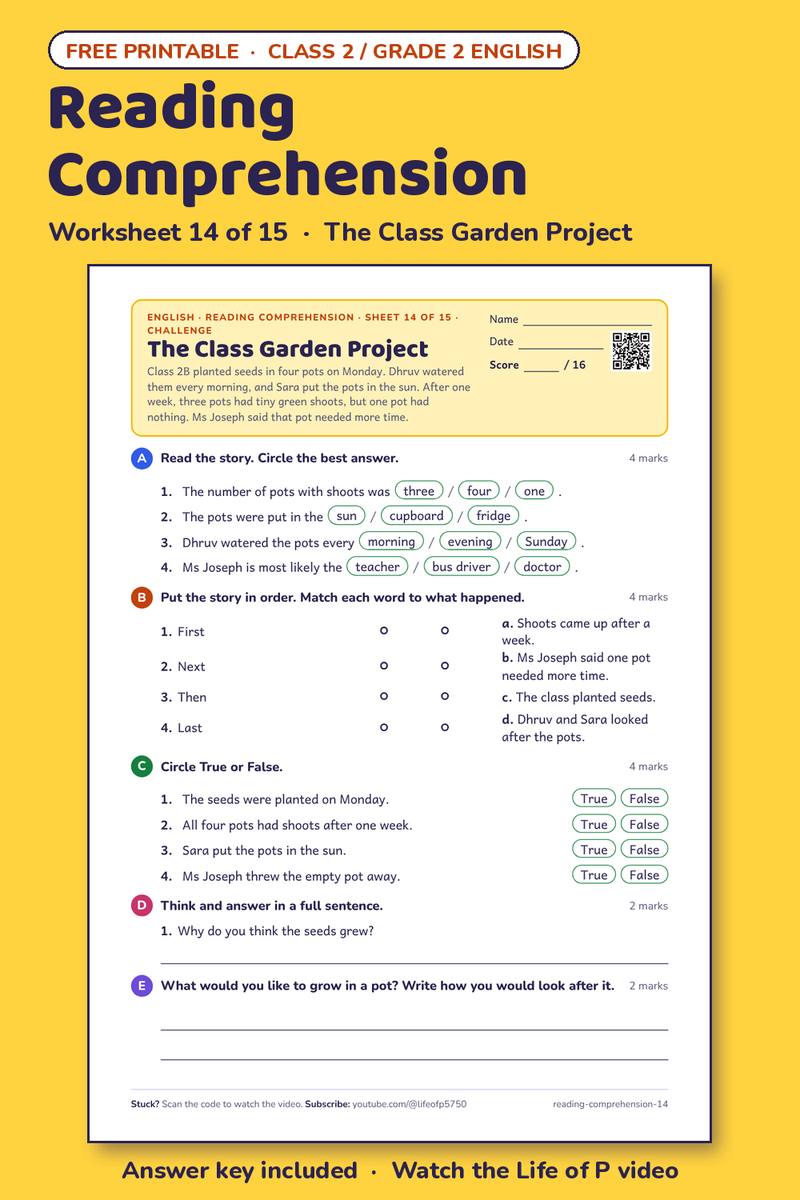 FREE PRINTABLE · CLASS 2 / GRADE 2 ENGLISH
Reading
Comprehension
Worksheet 14 of 15 · The Class Garden Project
ENGLISH · READING COMPREHENSION · SHEET 14 OF 15 ·
CHALLENGE
The Class Garden Project
Class 2B planted seeds in four pots on Monday. Dhruv watered
them every morning, and Sara put the pots in the sun. After one
week, three pots had tiny green shoots, but one pot had
nothing. Ms Joseph said that pot needed more time.
Name
Date
Score / 16
A Read the story. Circle the best answer. 4 marks
1. The number of pots with shoots was three / four / one .
2. The pots were put in the sun / cupboard / fridge .
3. Dhruv watered the pots every morning / evening / Sunday .
4. Ms Joseph is most likely the teacher / bus driver / doctor .
B Put the story in order. Match each word to what happened. 4 marks
1. First
a. Shoots came up after a
week.
2. Next
b. Ms Joseph said one pot
needed more time.
3. Then
c. The class planted seeds.
4. Last
d. Dhruv and Sara looked
after the pots.
C Circle True or False. 4 marks
1. The seeds were planted on Monday. True False
2. All four pots had shoots after one week. True False
3. Sara put the pots in the sun. True False
4. Ms Joseph threw the empty pot away. True False
D Think and answer in a full sentence. 2 marks
1. Why do you think the seeds grew?
E What would you like to grow in a pot? Write how you would look after it. 2 marks
Stuck? Scan the code to watch the video. Subscribe: youtube.com/@lifeofp5750
reading-comprehension-14
Answer key included · Watch the Life of P video